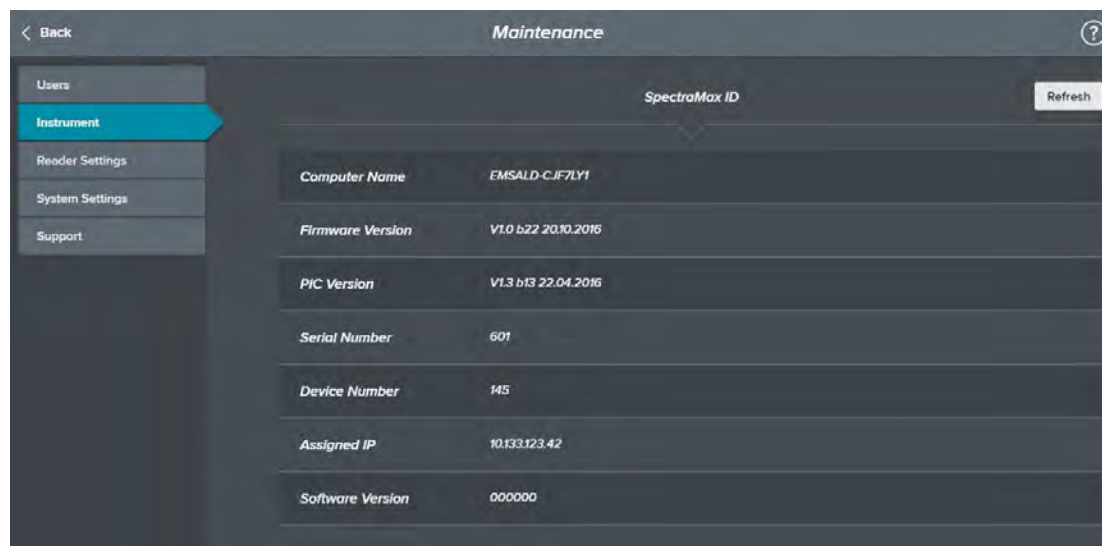 Back
Maintenance
?
Users
Instrument
Reader Settings
System Settings
Support
SpectraMax ID
Refresh
Computer Name EMSALD-CJF7LY1
Firmware Version V1.0 b22 20.10.2016
PIC Version V1.3 b13 22.04.2016
Serial Number 601
Device Number 145
Assigned IP 10.133.123.42
Software Version 000000